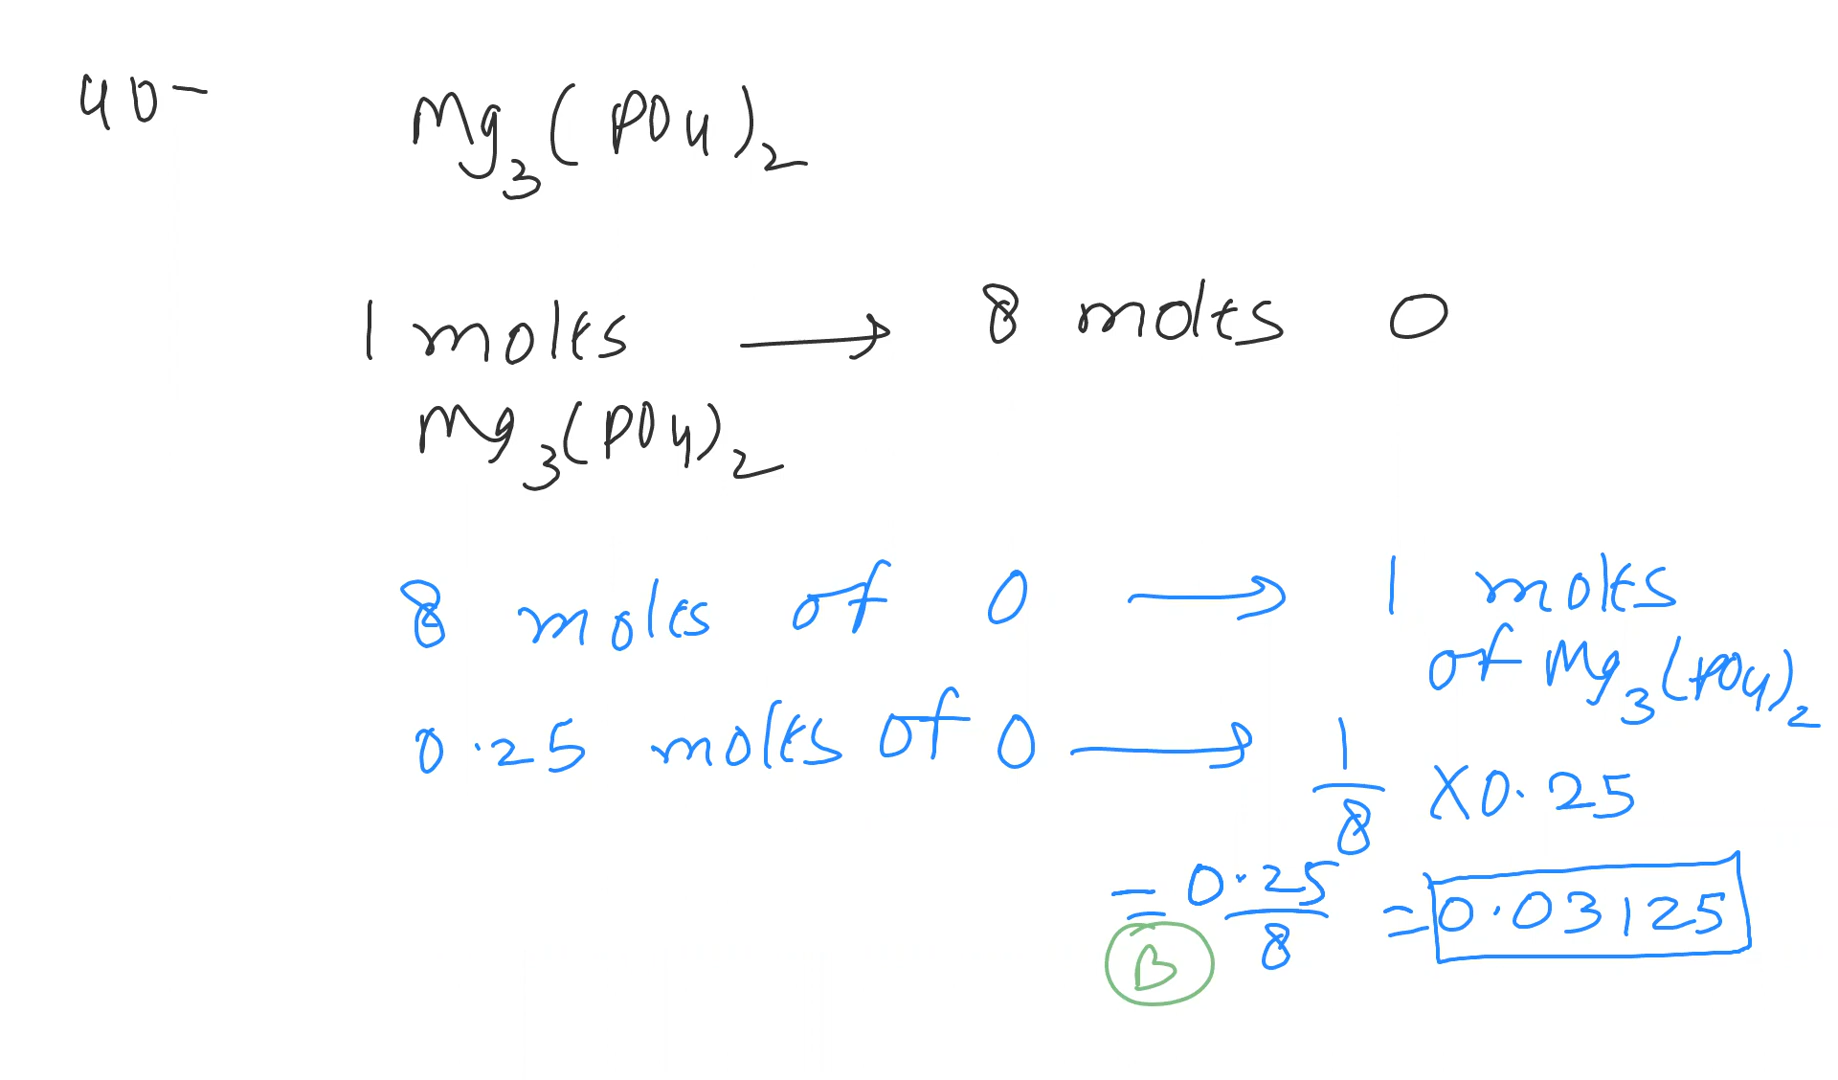 40-
Mg3(PO4)2
1 moles → 8 moles O
Mg3(PO4)2
8 moles of O → 1 moles
of Mg3(PO4)2
0.25 moles of O → 1/8 X0.25
= 0.25/8 = 0.03125
B